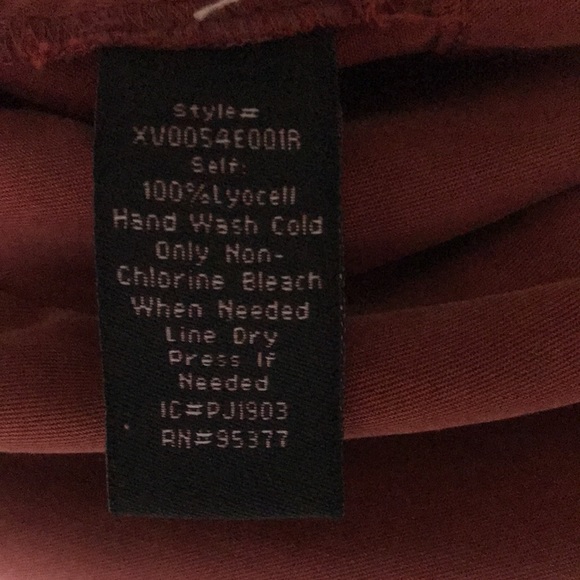 Style#
XV0054E001R
Self:
100%Lyocell
Hand Wash Cold
Only Non-
Chlorine Bleach
When Needed
Line Dry
Press If
Needed
IC#PJ1903
RN#95377